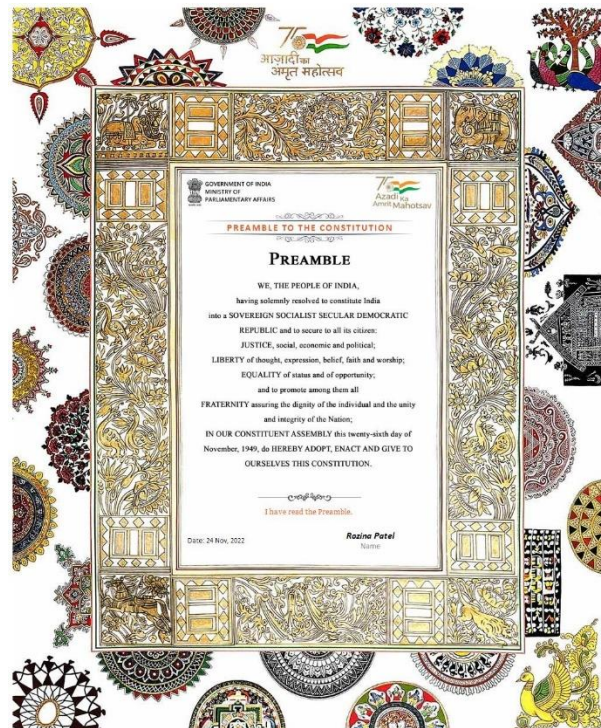 75
आज़ादी का
अमृत महोत्सव
GOVERNMENT OF INDIA
MINISTRY OF
PARLIAMENTARY AFFAIRS
75
Azadi Ka
Amrit Mahotsav
PREAMBLE TO THE CONSTITUTION
PREAMBLE
WE, THE PEOPLE OF INDIA,
having solemnly resolved to constitute India
into a SOVEREIGN SOCIALIST SECULAR DEMOCRATIC
REPUBLIC and to secure to all its citizen:
JUSTICE, social, economic and political;
LIBERTY of thought, expression, belief, faith and worship;
EQUALITY of status and of opportunity;
and to promote among them all
FRATERNITY assuring the dignity of the individual and the unity
and integrity of the Nation;
IN OUR CONSTITUENT ASSEMBLY this twenty-sixth day of
November, 1949, do HEREBY ADOPT, ENACT AND GIVE TO
OURSELVES THIS CONSTITUTION.
I have read the Preamble.
Date: 24 Nov, 2022
Rozina Patel
Name